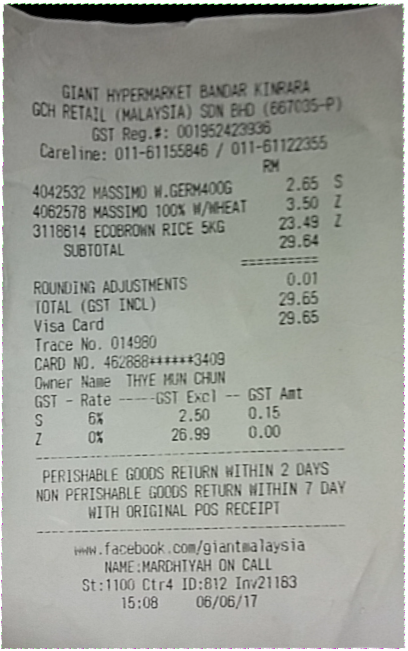 GIANT HYPERMARKET BANDAR KINRARA
GCH RETAIL (MALAYSIA) SDN BHD (667035-P)
GST Reg.#: 001952423936
Careline: 011-61155846 / 011-61122355
RM
4042532 MASSIMO W.GERM400G 2.65 S
4062578 MASSIMO 100% W/WHEAT 3.50 Z
3118614 ECOBROWN RICE 5KG 23.49 Z
SUBTOTAL 29.64
==========
ROUNDING ADJUSTMENTS 0.01
TOTAL (GST INCL) 29.65
Visa Card 29.65
Trace No. 014980
CARD NO. 462888******3409
Owner Name THYE MUN CHUN
GST - Rate -----GST Excl -- GST Amt
S 6% 2.50 0.15
Z 0% 26.99 0.00
PERISHABLE GOODS RETURN WITHIN 2 DAYS
NON PERISHABLE GOODS RETURN WITHIN 7 DAY
WITH ORIGINAL POS RECEIPT
www.facebook.com/giantmalaysia
NAME:MARDHTYAH ON CALL
St:1100 Ctr4 ID:812 Inv21183
15:08 06/06/17